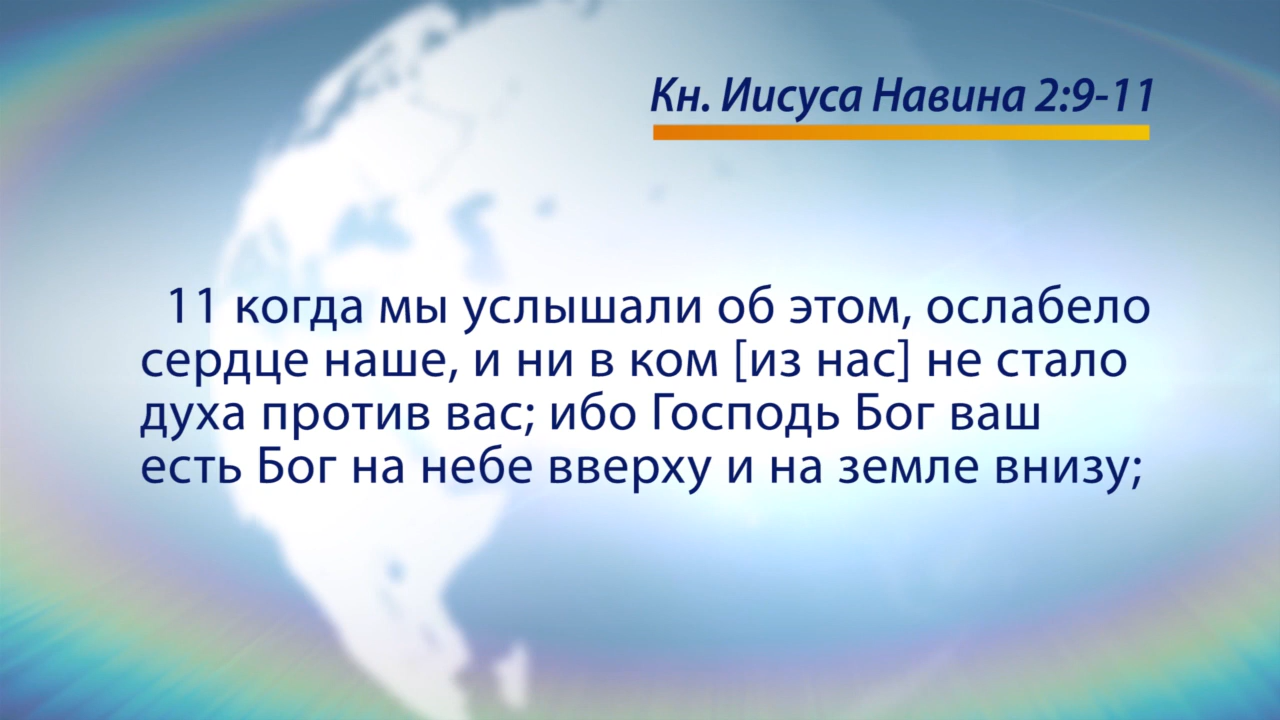 Кн. Иисуса Навина 2:9-11
11 когда мы услышали об этом, ослабело
сердце наше, и ни в ком [из нас] не стало
духа против вас; ибо Господь Бог ваш
есть Бог на небе вверху и на земле внизу;